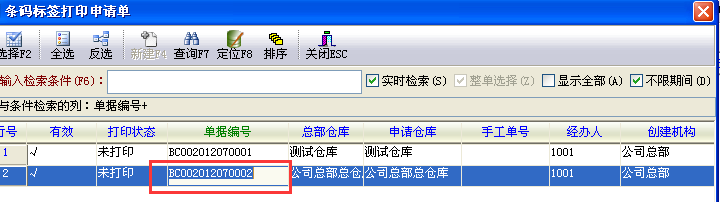 条码标签打印申请单
选择F2 全选 反选 新建F4 查询F7 定位F8 排序 关闭ESC
输入检索条件(F6): 实时检索(S) 整单选择(Z) 显示全部(A) 不限期间(D)
与条件检索的列: 单据编号+
行号 有效 打印状态 单据编号 总部仓库 申请仓库 手工单号 经办人 创建机构
1 √ 未打印 BC002012070001 测试仓库 测试仓库 1001 公司总部
2 √ 未打印 BC002012070002 公司总部总仓 公司总部总仓库 1001 公司总部